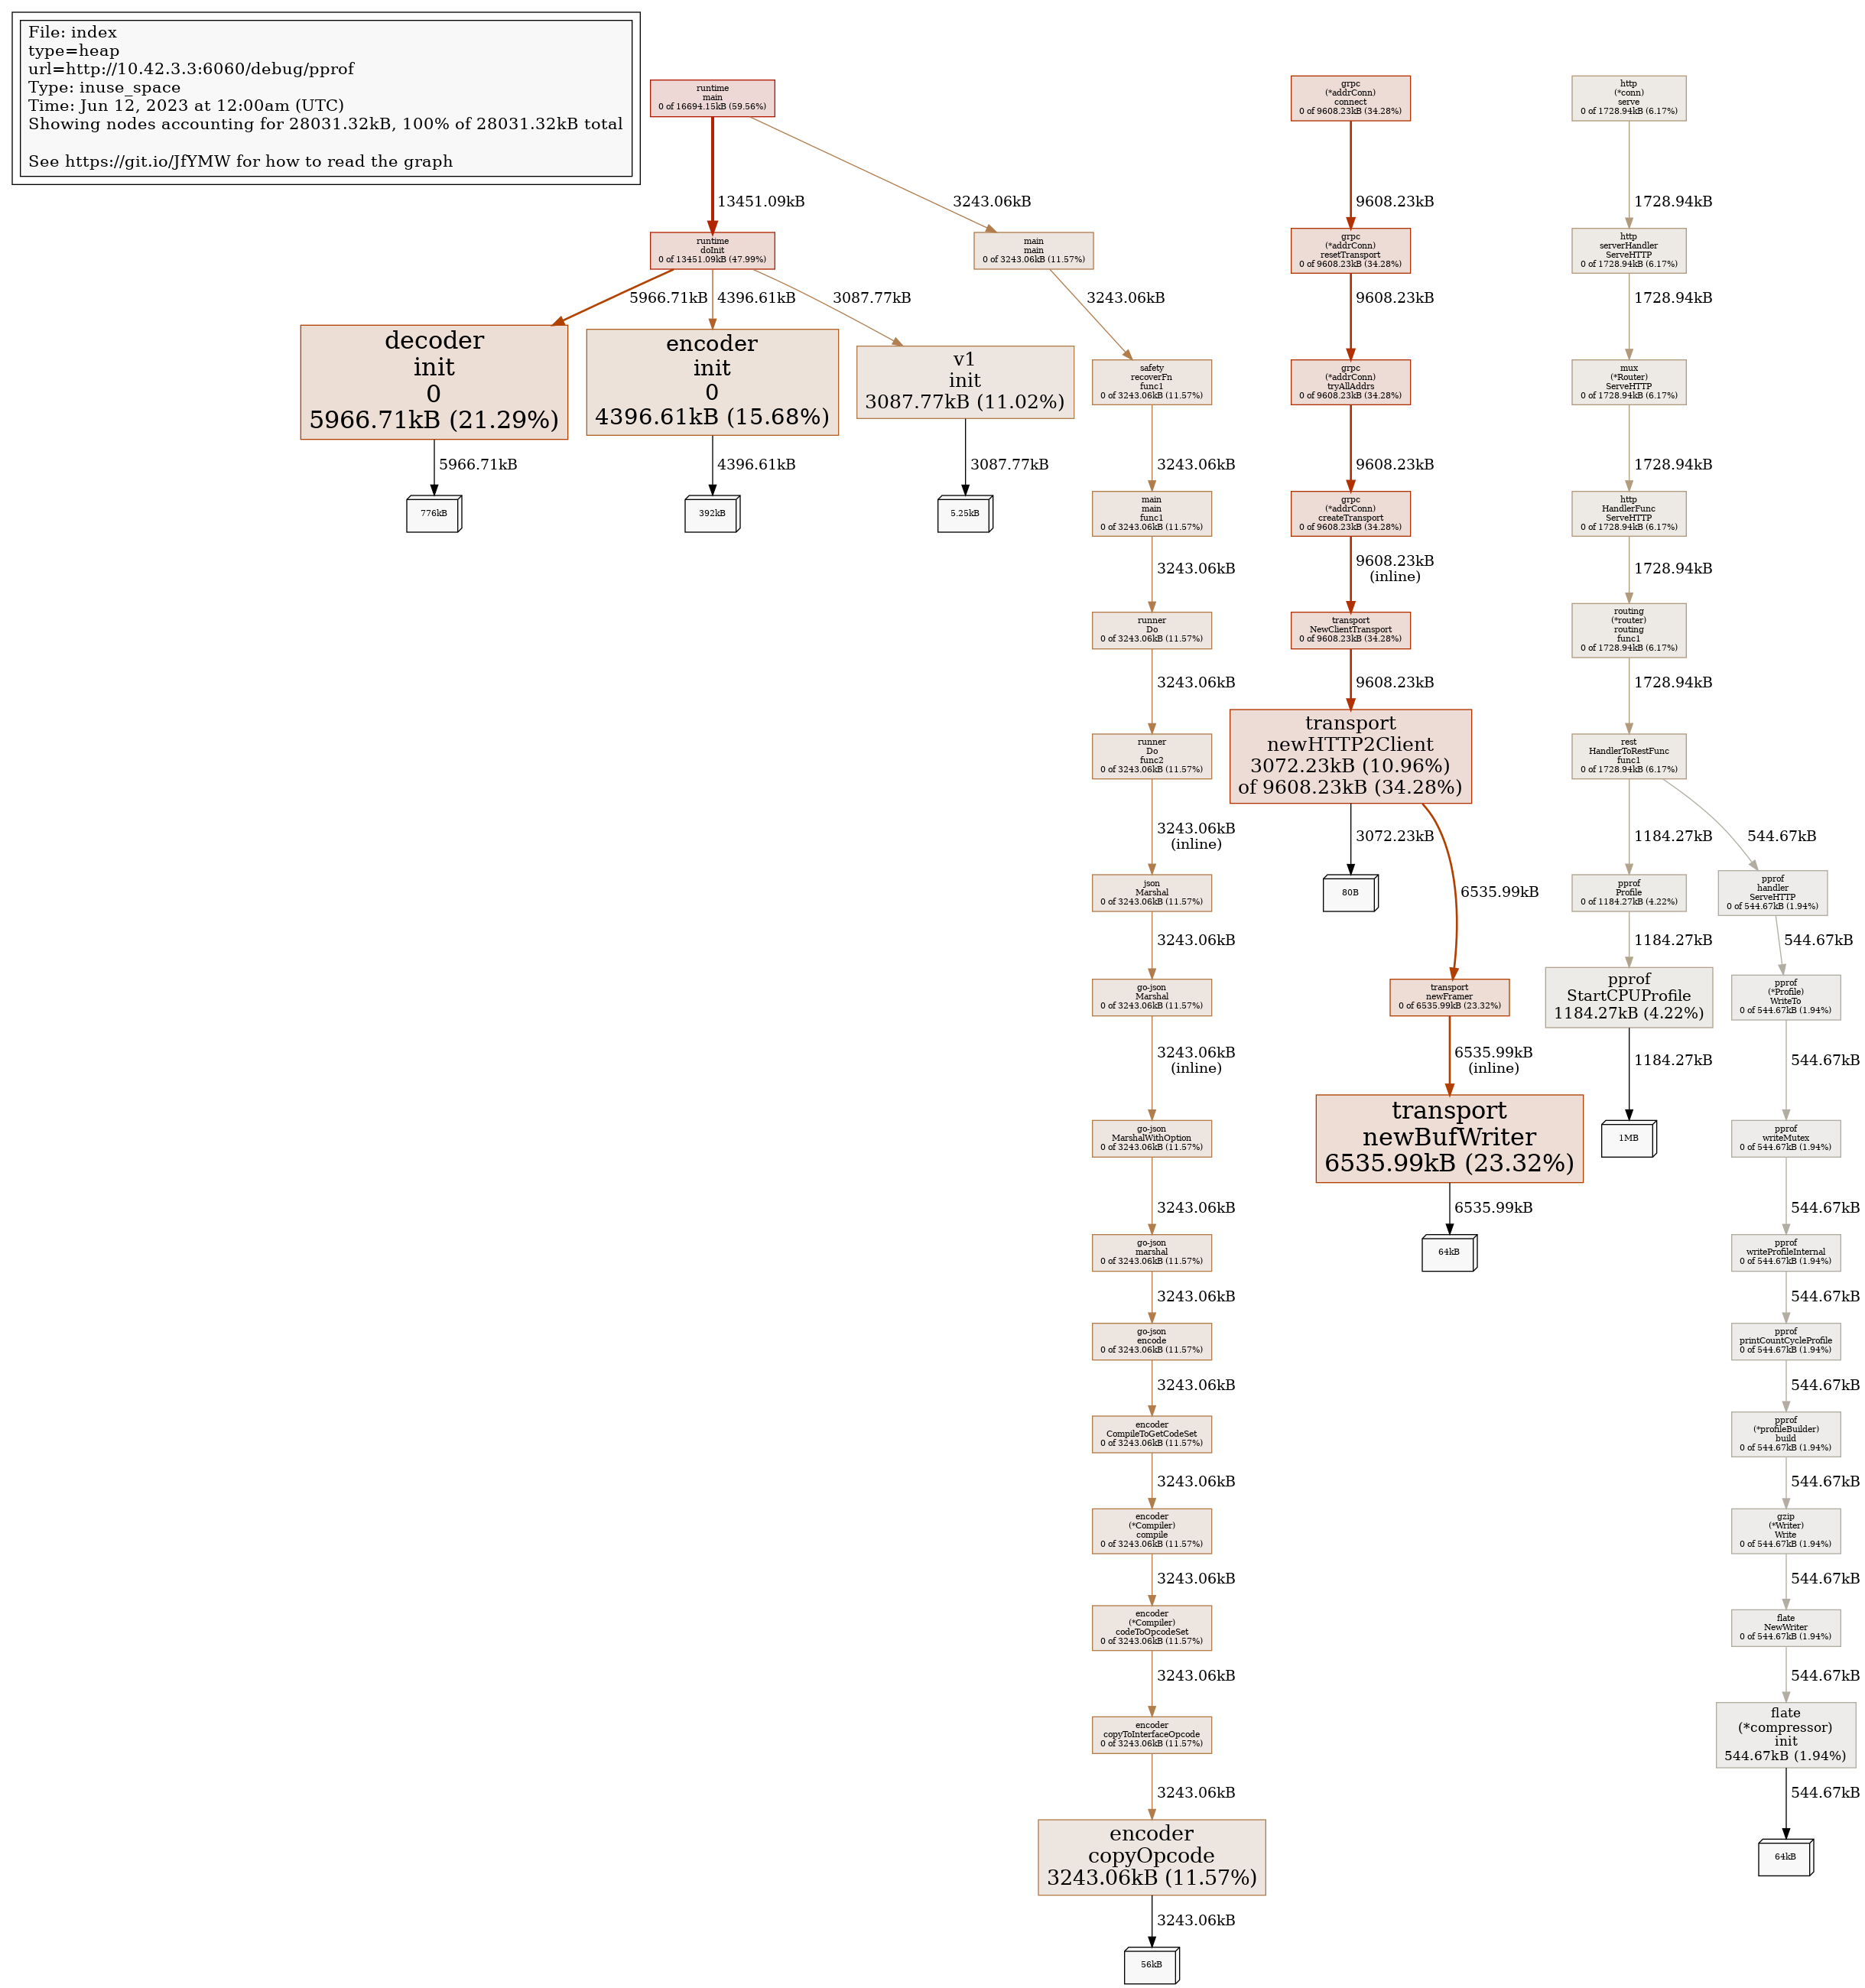 File: index
type=heap
url=http://10.42.3.3:6060/debug/pprof
Type: inuse_space
Time: Jun 12, 2023 at 12:00am (UTC)
Showing nodes accounting for 28031.32kB, 100% of 28031.32kB total
See https://git.io/JfYMW for how to read the graph
runtime
main
0 of 16694.15kB (59.56%)
13451.09kB
3243.06kB
runtime
doInit
0 of 13451.09kB (47.99%)
5966.71kB
4396.61kB
3087.77kB
decoder
init
0
5966.71kB (21.29%)
5966.71kB
776kB
encoder
init
0
4396.61kB (15.68%)
4396.61kB
392kB
v1
init
3087.77kB (11.02%)
3087.77kB
5.25kB
main
main
0 of 3243.06kB (11.57%)
3243.06kB
safety
recoverFn
func1
0 of 3243.06kB (11.57%)
3243.06kB
main
main
func1
0 of 3243.06kB (11.57%)
3243.06kB
runner
Do
0 of 3243.06kB (11.57%)
3243.06kB
runner
Do
func2
0 of 3243.06kB (11.57%)
3243.06kB
(inline)
json
Marshal
0 of 3243.06kB (11.57%)
3243.06kB
go-json
Marshal
0 of 3243.06kB (11.57%)
3243.06kB
(inline)
go-json
MarshalWithOption
0 of 3243.06kB (11.57%)
3243.06kB
go-json
marshal
0 of 3243.06kB (11.57%)
3243.06kB
go-json
encode
0 of 3243.06kB (11.57%)
3243.06kB
encoder
CompileToGetCodeSet
0 of 3243.06kB (11.57%)
3243.06kB
encoder
(*Compiler)
compile
0 of 3243.06kB (11.57%)
3243.06kB
encoder
(*Compiler)
codeToOpcodeSet
0 of 3243.06kB (11.57%)
3243.06kB
encoder
copyToInterfaceOpcode
0 of 3243.06kB (11.57%)
3243.06kB
encoder
copyOpcode
3243.06kB (11.57%)
3243.06kB
56kB
grpc
(*addrConn)
connect
0 of 9608.23kB (34.28%)
9608.23kB
grpc
(*addrConn)
resetTransport
0 of 9608.23kB (34.28%)
9608.23kB
grpc
(*addrConn)
tryAllAddrs
0 of 9608.23kB (34.28%)
9608.23kB
grpc
(*addrConn)
createTransport
0 of 9608.23kB (34.28%)
9608.23kB
(inline)
transport
NewClientTransport
0 of 9608.23kB (34.28%)
9608.23kB
transport
newHTTP2Client
3072.23kB (10.96%)
of 9608.23kB (34.28%)
3072.23kB
80B
6535.99kB
transport
newFramer
0 of 6535.99kB (23.32%)
6535.99kB
(inline)
transport
newBufWriter
6535.99kB (23.32%)
6535.99kB
64kB
http
(*conn)
serve
0 of 1728.94kB (6.17%)
1728.94kB
http
serverHandler
ServeHTTP
0 of 1728.94kB (6.17%)
1728.94kB
mux
(*Router)
ServeHTTP
0 of 1728.94kB (6.17%)
1728.94kB
http
HandlerFunc
ServeHTTP
0 of 1728.94kB (6.17%)
1728.94kB
routing
(*router)
routing
func1
0 of 1728.94kB (6.17%)
1728.94kB
rest
HandlerToRestFunc
func1
0 of 1728.94kB (6.17%)
1184.27kB
544.67kB
pprof
Profile
0 of 1184.27kB (4.22%)
1184.27kB
pprof
StartCPUProfile
1184.27kB (4.22%)
1184.27kB
1MB
pprof
handler
ServeHTTP
0 of 544.67kB (1.94%)
544.67kB
pprof
(*Profile)
WriteTo
0 of 544.67kB (1.94%)
544.67kB
pprof
writeMutex
0 of 544.67kB (1.94%)
544.67kB
pprof
writeProfileInternal
0 of 544.67kB (1.94%)
544.67kB
pprof
printCountCycleProfile
0 of 544.67kB (1.94%)
544.67kB
pprof
(*profileBuilder)
build
0 of 544.67kB (1.94%)
544.67kB
gzip
(*Writer)
Write
0 of 544.67kB (1.94%)
544.67kB
flate
NewWriter
0 of 544.67kB (1.94%)
544.67kB
flate
(*compressor)
init
544.67kB (1.94%)
544.67kB
64kB